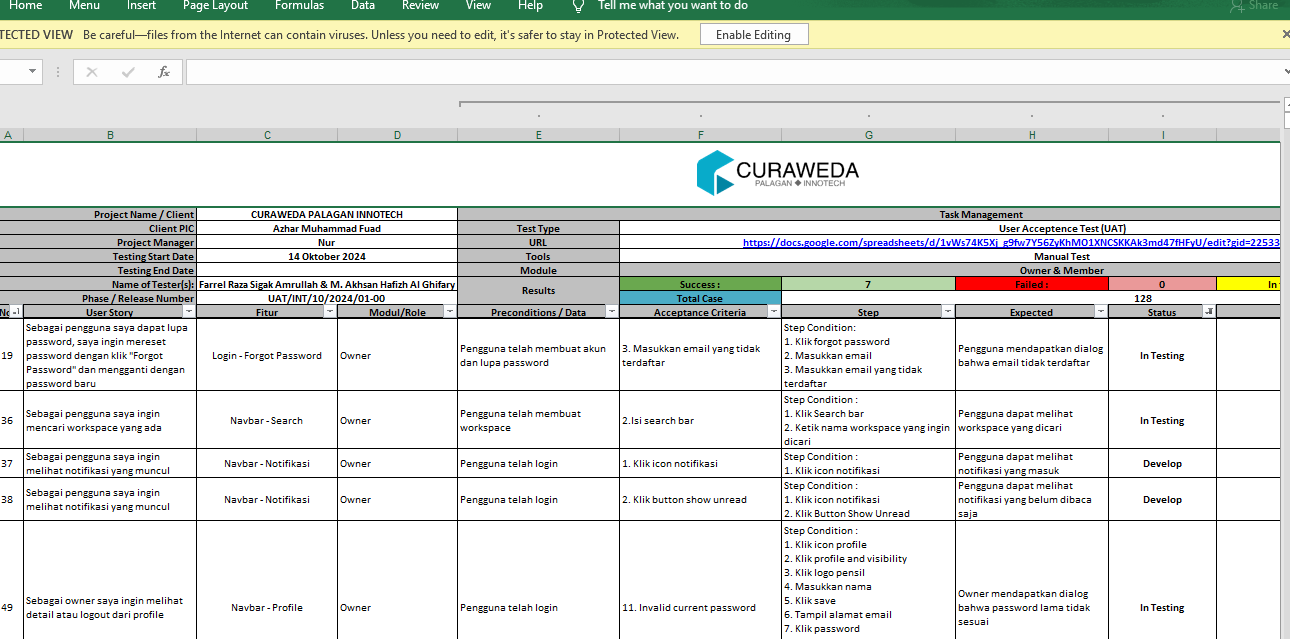 Home Menu Insert Page Layout Formulas Data Review View Help Tell me what you want to do Share
TECTED VIEW Be careful—files from the Internet can contain viruses. Unless you need to edit, it's safer to stay in Protected View. Enable Editing
fx
A B C D E F G H I
CURAWEDA
PALAGAN ◆ INNOTECH
Project Name / Client CURAWEDA PALAGAN INNOTECH Task Management
Client PIC Azhar Muhammad Fuad Test Type User Acceptence Test (UAT)
Project Manager Nur URL https://docs.google.com/spreadsheets/d/1vWs74K5Xj_g9fw7Y56ZyKhMO1XNCSKKAk3md47fHFyU/edit?gid=22533
Testing Start Date 14 Oktober 2024 Tools Manual Test
Testing End Date Module Owner & Member
Name of Tester(s): Farrel Raza Sigak Amrullah & M. Akhsan Hafizh Al Ghifary Results Success : 7 Failed : 0 In
Phase / Release Number UAT/INT/10/2024/01-00 Total Case 128
No User Story Fitur Modul/Role Preconditions / Data Acceptance Criteria Step Expected Status
19
Sebagai pengguna saya dapat lupa
password, saya ingin mereset
password dengan klik "Forgot
Password" dan mengganti dengan
password baru
Login - Forgot Password
Owner
Pengguna telah membuat akun
dan lupa password
3. Masukkan email yang tidak
terdaftar
Step Condition:
1. Klik forgot password
2. Masukkan email
3. Masukkan email yang tidak
terdaftar
Pengguna mendapatkan dialog
bahwa email tidak terdaftar
In Testing
36
Sebagai pengguna saya ingin
mencari workspace yang ada
Navbar - Search
Owner
Pengguna telah membuat
workspace
2.Isi search bar
Step Condition :
1. Klik Search bar
2. Ketik nama workspace yang ingin
dicari
Pengguna dapat melihat
workspace yang dicari
In Testing
37
Sebagai pengguna saya ingin
melihat notifikasi yang muncul
Navbar - Notifikasi
Owner
Pengguna telah login
1. Klik icon notifikasi
Step Condition :
1. Klik icon notifikasi
Pengguna dapat melihat
notifikasi yang masuk
Develop
38
Sebagai pengguna saya ingin
melihat notifikasi yang muncul
Navbar - Notifikasi
Owner
Pengguna telah login
2. Klik button show unread
Step Condition :
1. Klik icon notifikasi
2. Klik Button Show Unread
Pengguna dapat melihat
notifikasi yang belum dibaca
saja
Develop
49
Sebagai owner saya ingin melihat
detail atau logout dari profile
Navbar - Profile
Owner
Pengguna telah login
11. Invalid current password
Step Condition :
1. Klik icon profile
2. Klik profile and visibility
3. Klik logo pensil
4. Masukkan nama
5. Klik save
6. Tampil alamat email
7. Klik password
Owner mendapatkan dialog
bahwa password lama tidak
sesuai
In Testing